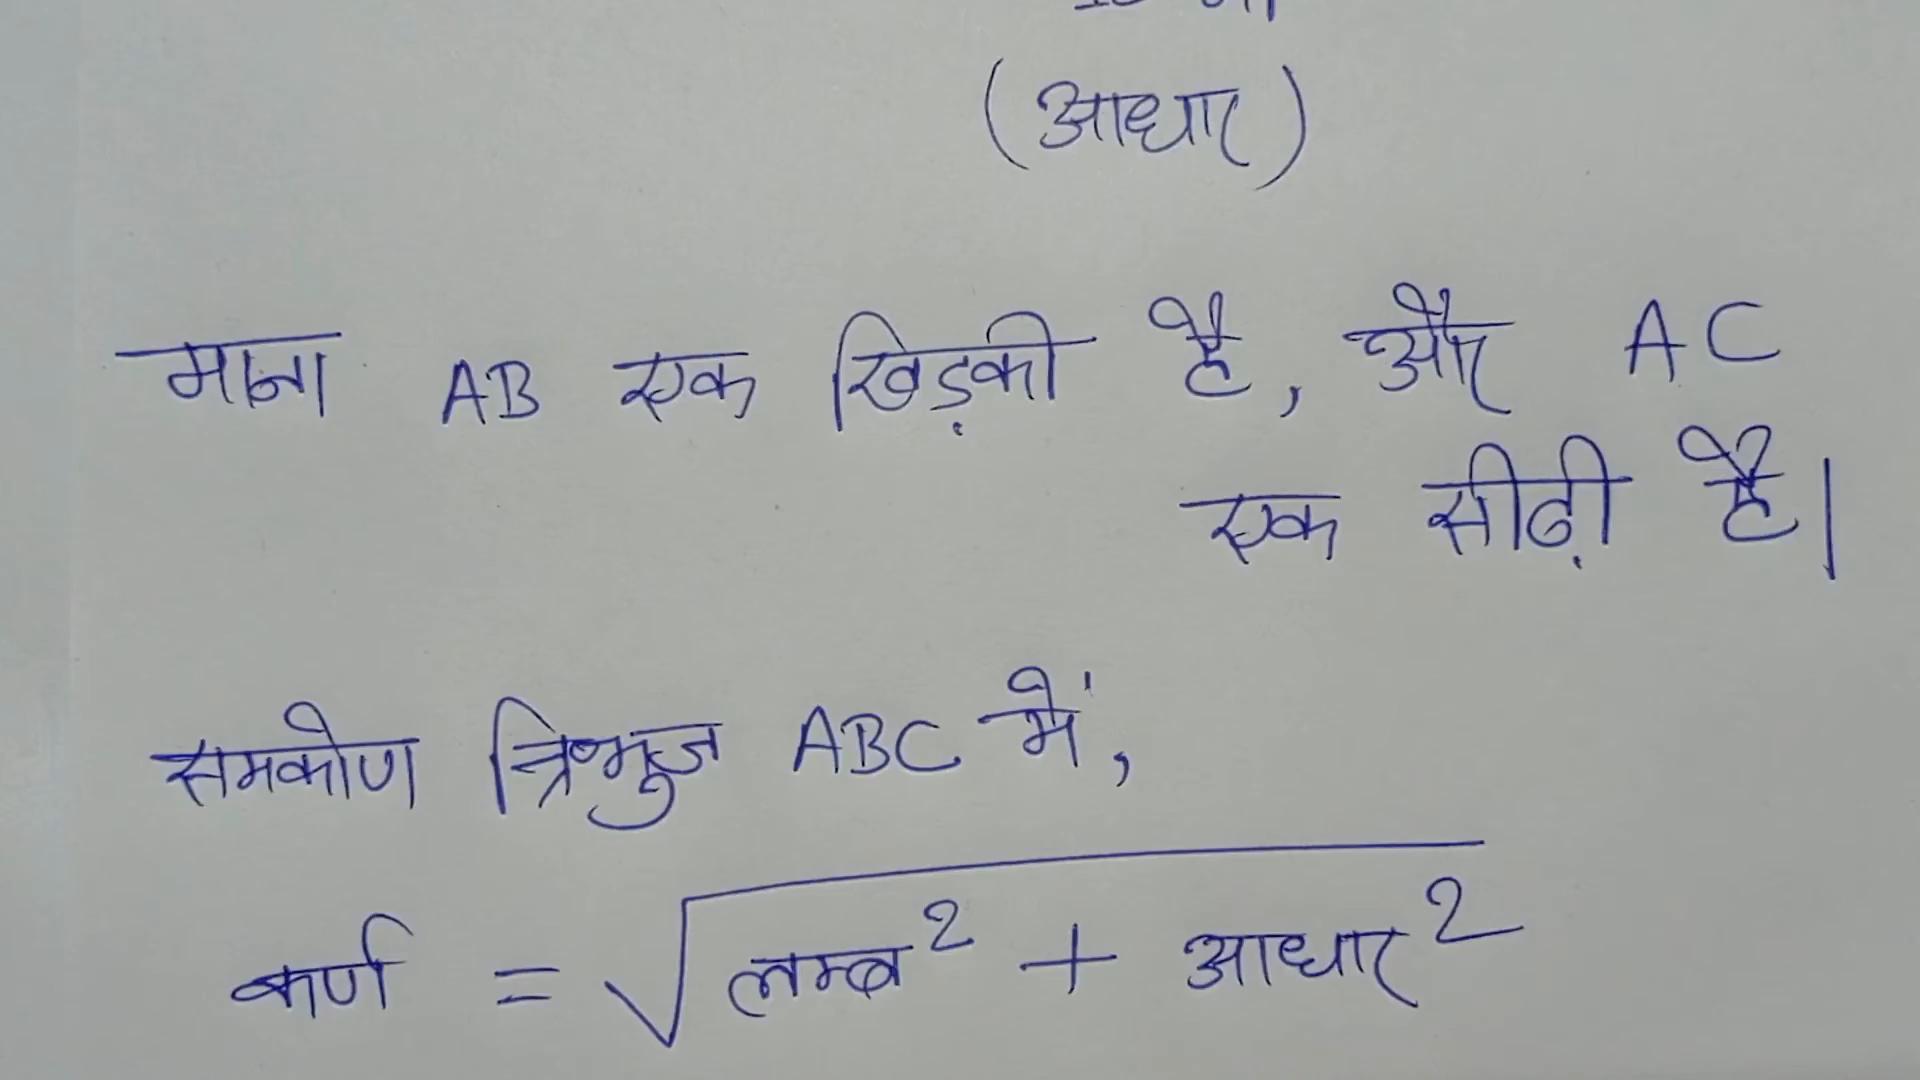 (आधार)
माना AB एक खिड़की है, और AC
एक सीढ़ी है।
समकोण त्रिभुज ABC में,
कर्ण = √लम्ब² + आधार²